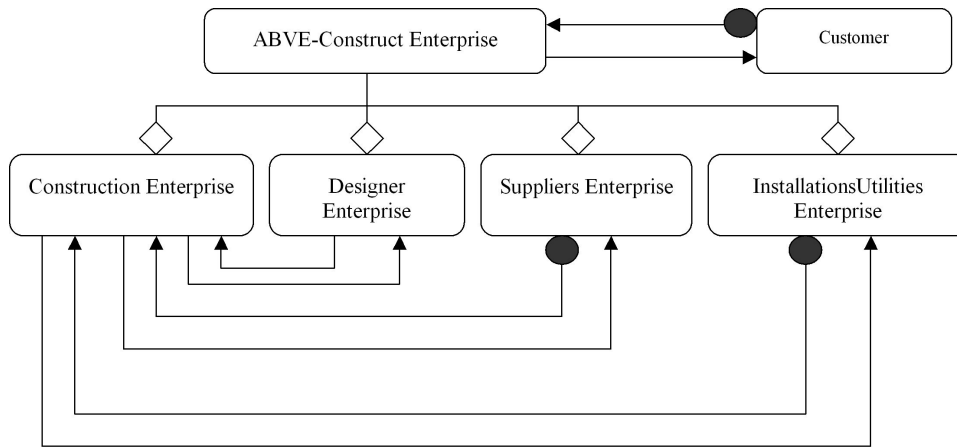 ABVE-Construct Enterprise
Customer
Construction Enterprise
Designer
Enterprise
Suppliers Enterprise
InstallationsUtilities
Enterprise